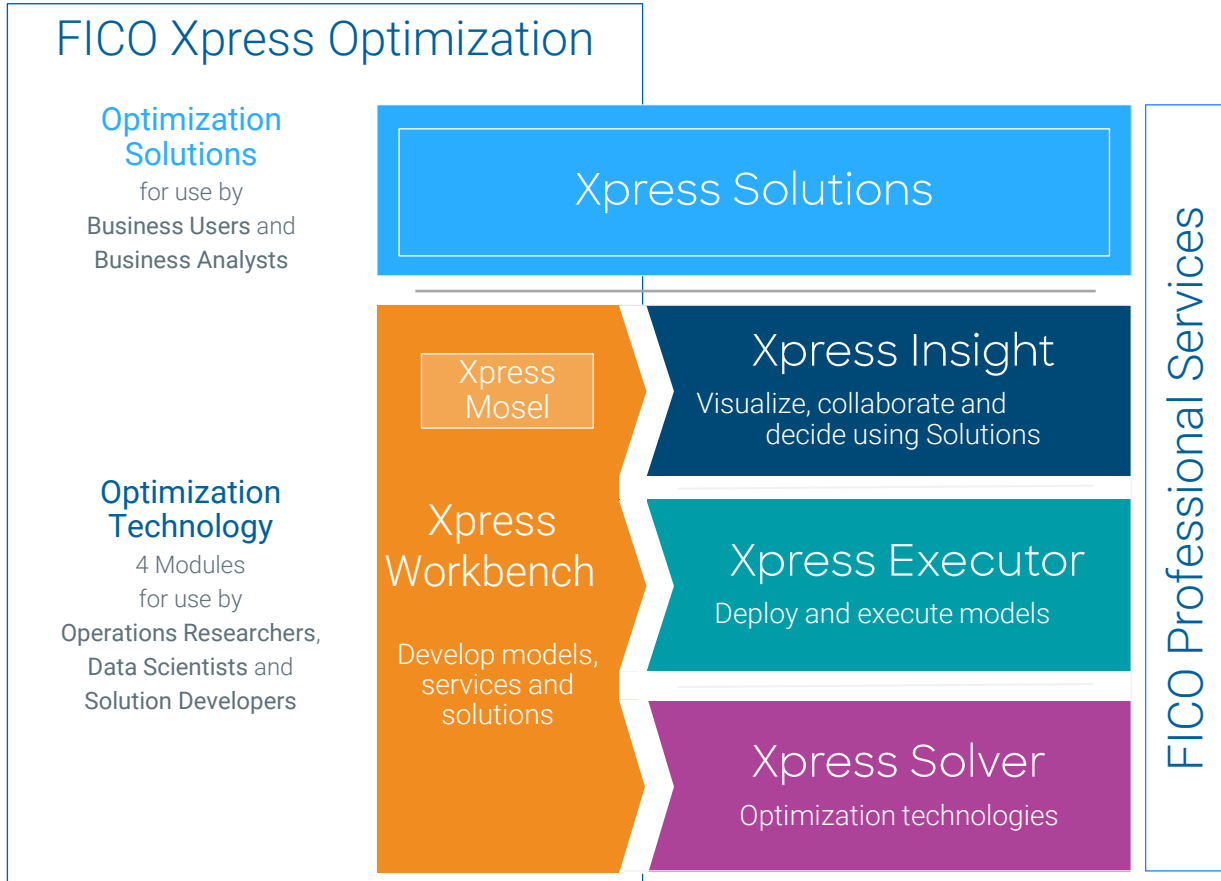 FICO Xpress Optimization
Optimization
Solutions
for use by
Business Users and
Business Analysts
Xpress Solutions
Optimization
Technology
4 Modules
for use by
Operations Researchers,
Data Scientists and
Solution Developers
Xpress
Mosel
Xpress
Workbench
Develop models,
services and
solutions
Xpress Insight
Visualize, collaborate and
decide using Solutions
Xpress Executor
Deploy and execute models
Xpress Solver
Optimization technologies
FICO Professional Services